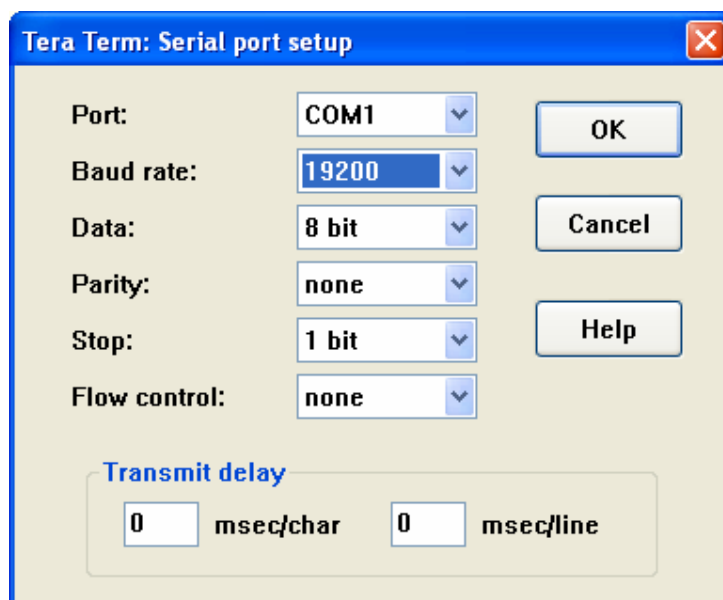 Tera Term: Serial port setup
Port: COM1 OK
Baud rate: 19200
Data: 8 bit Cancel
Parity: none
Stop: 1 bit Help
Flow control: none
Transmit delay
0 msec/char 0 msec/line